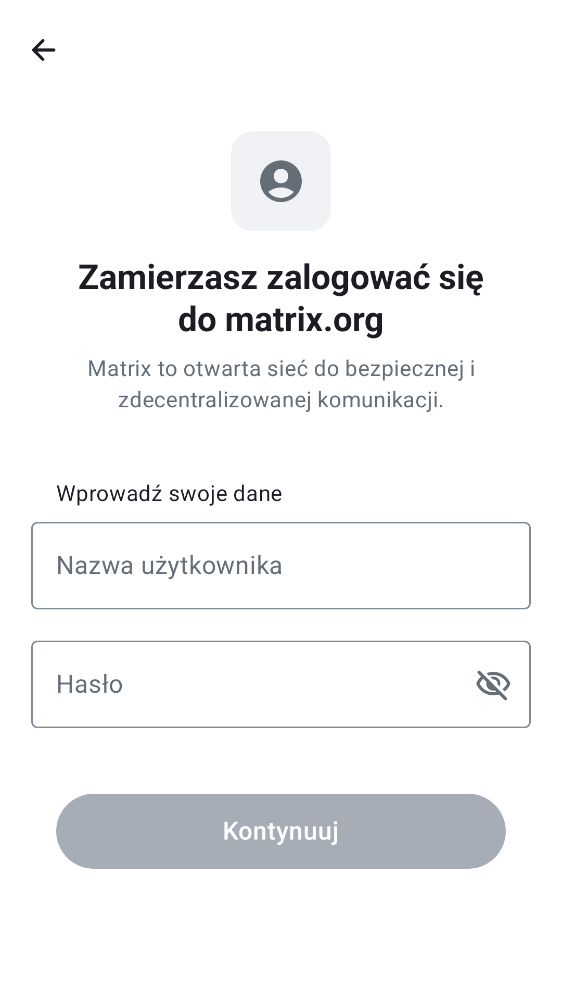 Zamierzasz zalogować się
do matrix.org
Matrix to otwarta sieć do bezpiecznej i
zdecentralizowanej komunikacji.
Wprowadź swoje dane
Nazwa użytkownika
Hasło
Kontynuuj